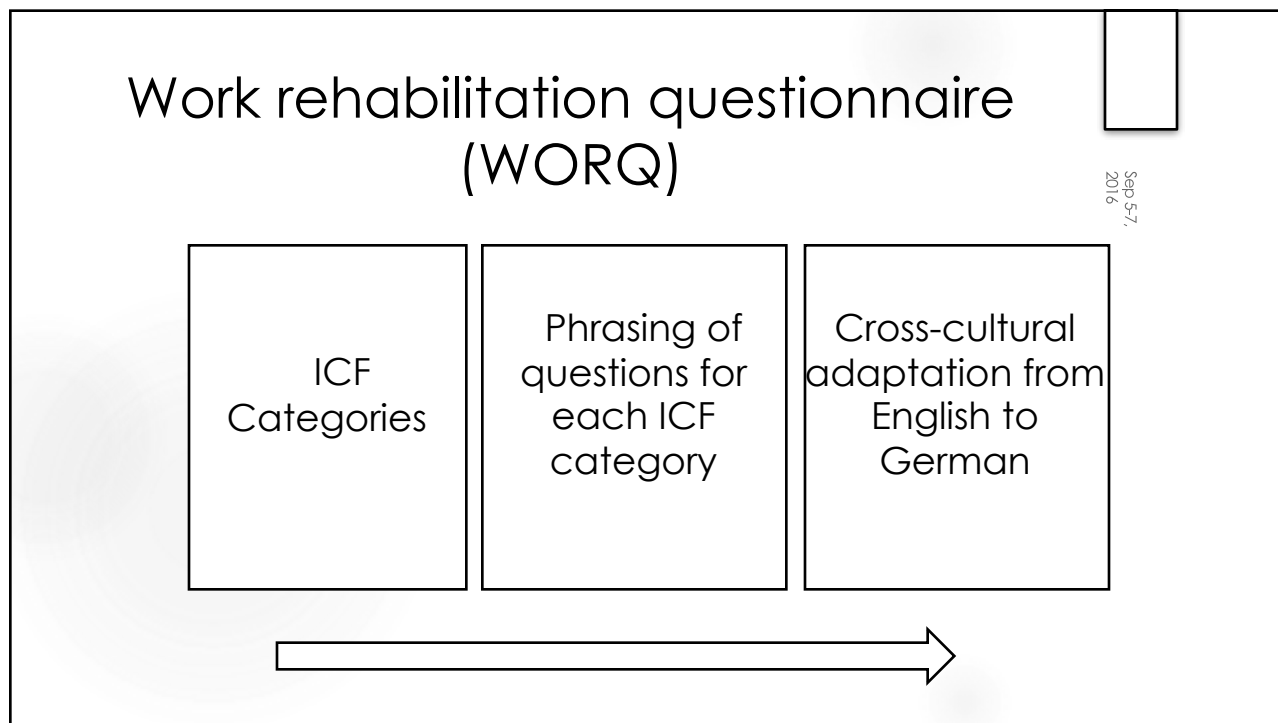 Work rehabilitation questionnaire
(WORQ)
Sep 5-7,
2016
ICF
Categories
Phrasing of
questions for
each ICF
category
Cross-cultural
adaptation from
English to
German